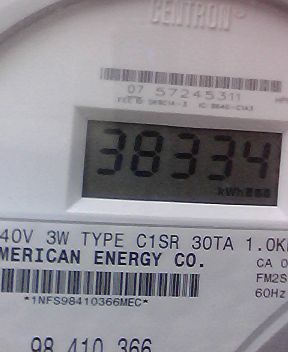 CENTRON®
07 57245311
38334
kWh
40V 3W TYPE C1SR 30TA 1.0K
MERICAN ENERGY CO.
CA 0
FM2S
60Hz
*1NFS98410366MEC*
98 410 366